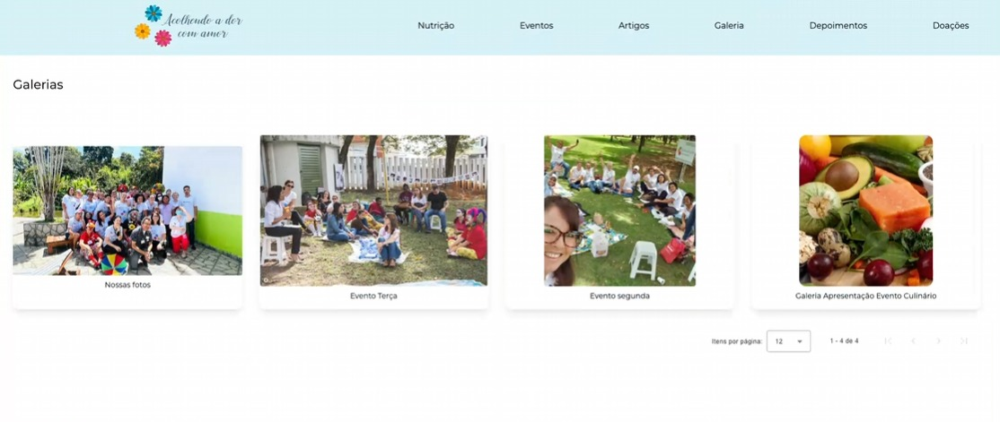 Acolhendo a dor
com amor
Nutrição
Eventos
Artigos
Galeria
Depoimentos
Doações
Galerias
Nossas fotos
Evento Terça
Evento segunda
Galeria Apresentação Evento Culinário
Itens por página:
12
1 - 4 de 4